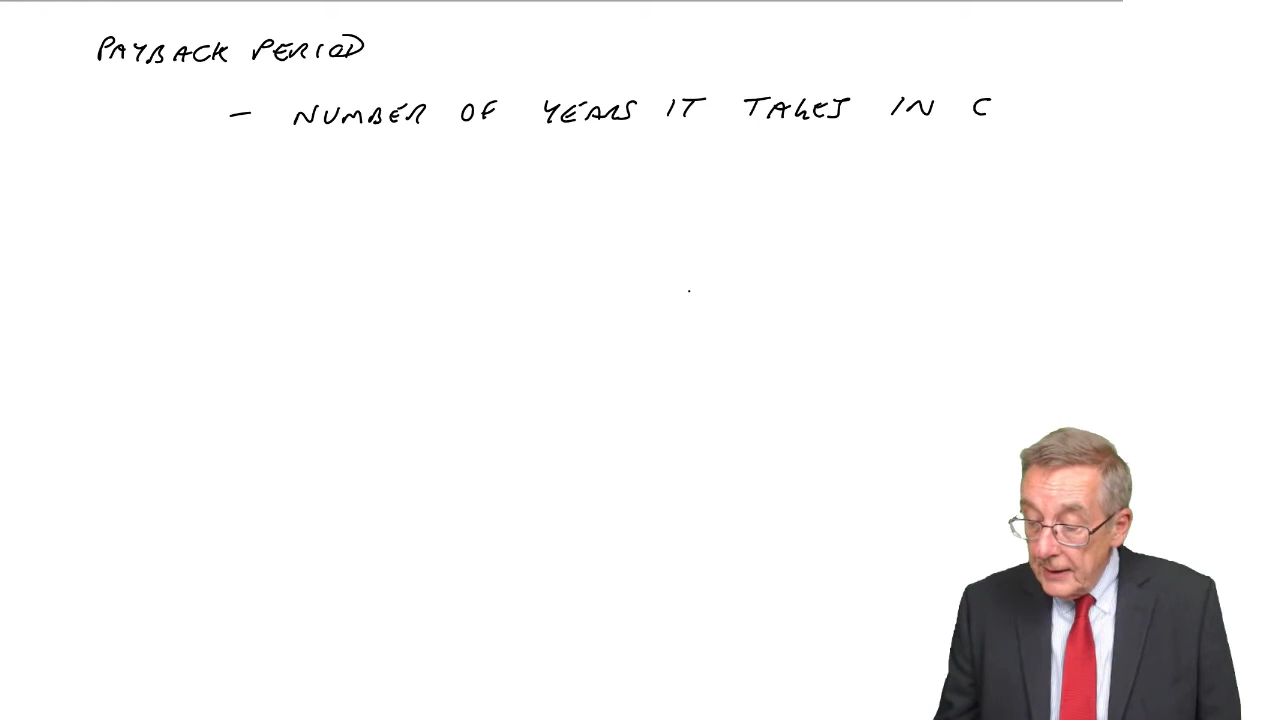 PAYBACK PERIOD
- NUMBER OF YEARS IT TAKES IN C